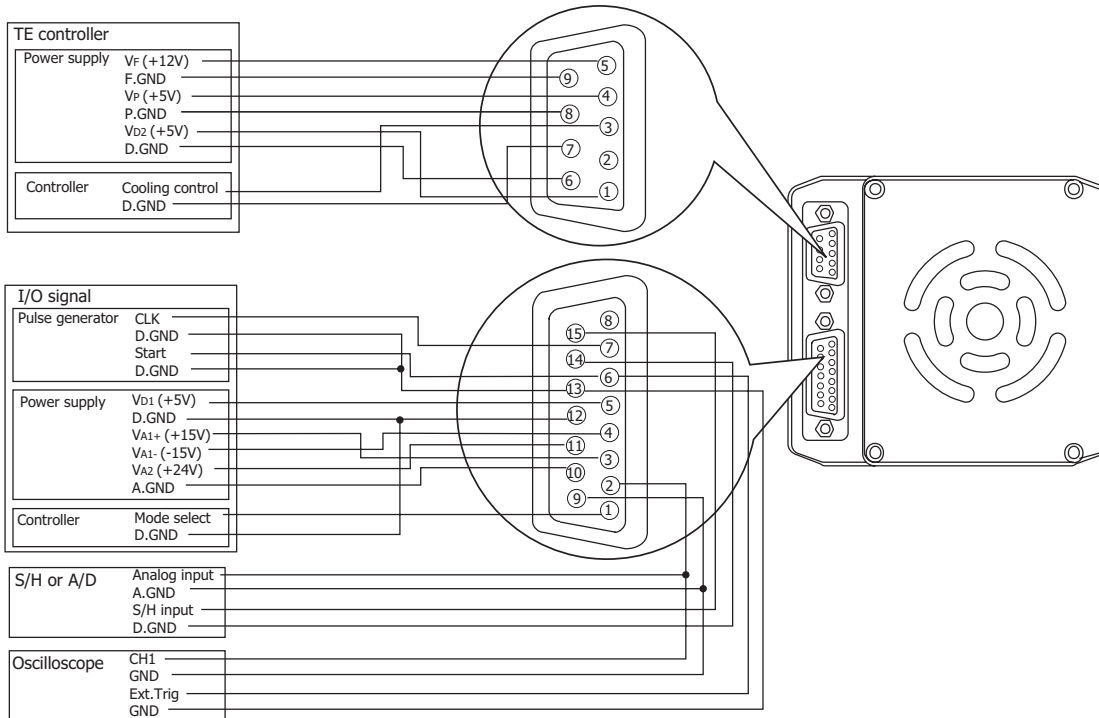 TE controller
Power supply
VF (+12V)
F.GND
VP (+5V)
P.GND
VD2 (+5V)
D.GND
Controller
Cooling control
D.GND
5
9
4
8
3
7
2
6
1
I/O signal
Pulse generator
CLK
D.GND
Start
D.GND
Power supply
VD1 (+5V)
D.GND
VA1+ (+15V)
VA1- (-15V)
VA2 (+24V)
A.GND
Controller
Mode select
D.GND
8
15
7
14
6
13
5
12
4
11
3
10
2
9
1
S/H or A/D
Analog input
A.GND
S/H input
D.GND
Oscilloscope
CH1
GND
Ext.Trig
GND